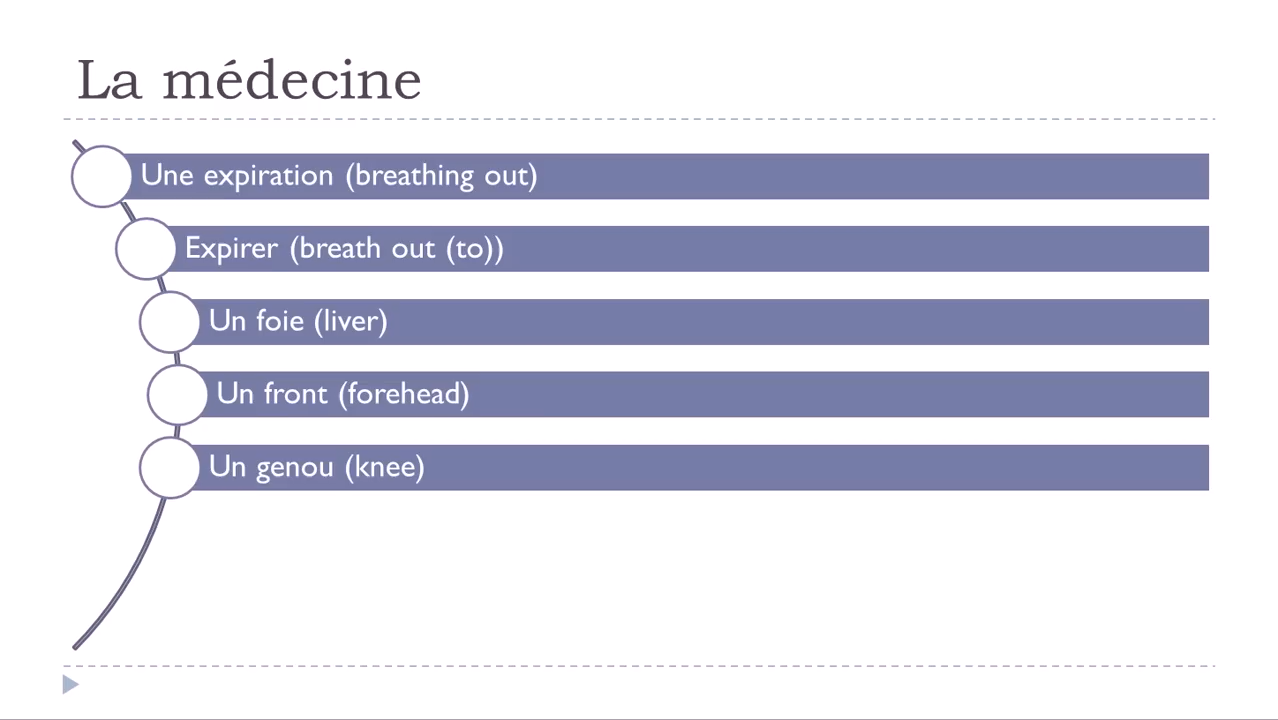 La médecine
Une expiration (breathing out)
Expirer (breath out (to))
Un foie (liver)
Un front (forehead)
Un genou (knee)